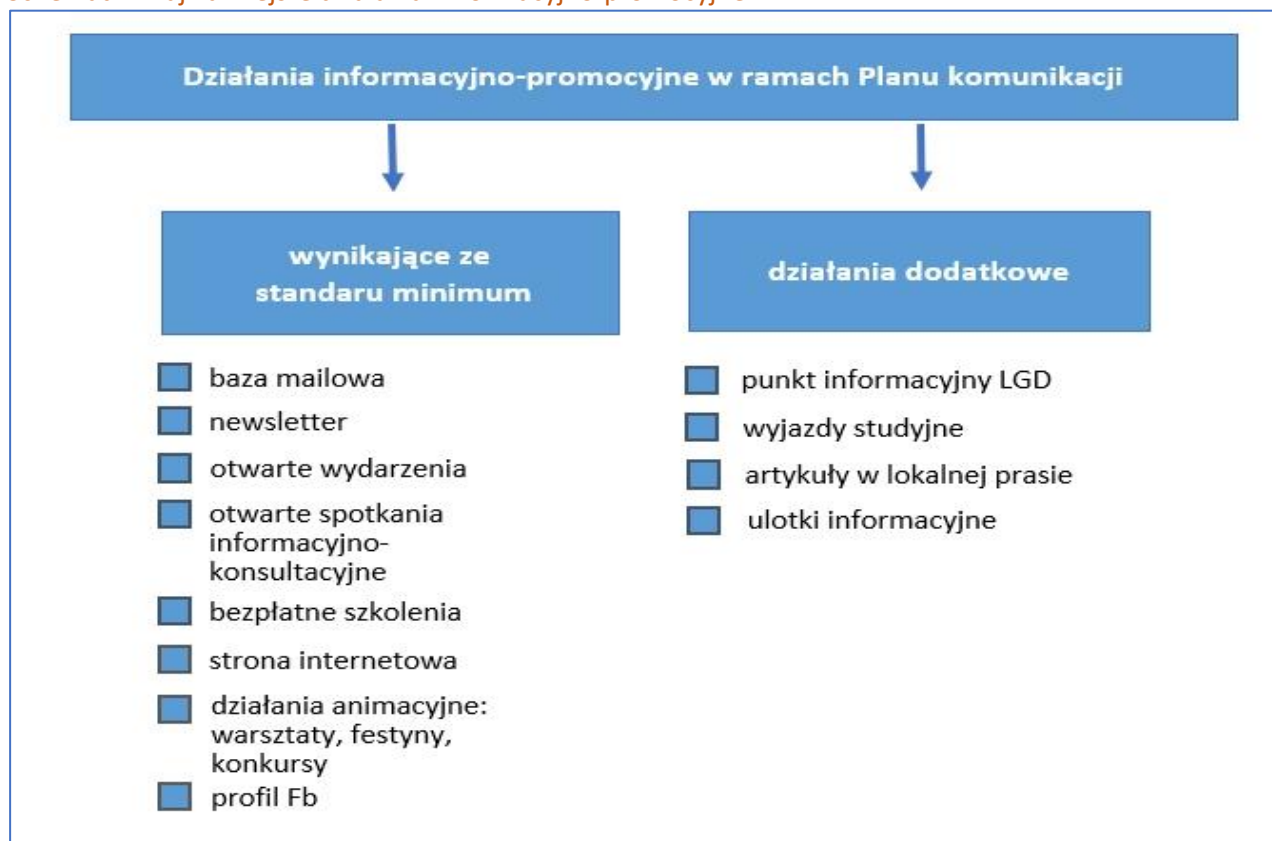 Działania informacyjno-promocyjne w ramach Planu komunikacji
wynikające ze
standaru minimum
baza mailowa
newsletter
otwarte wydarzenia
otwarte spotkania
informacyjno-
konsultacyjne
bezpłatne szkolenia
strona internetowa
działania animacyjne:
warsztaty, festyny,
konkursy
profil Fb
działania dodatkowe
punkt informacyjny LGD
wyjazdy studyjne
artykuły w lokalnej prasie
ulotki informacyjne